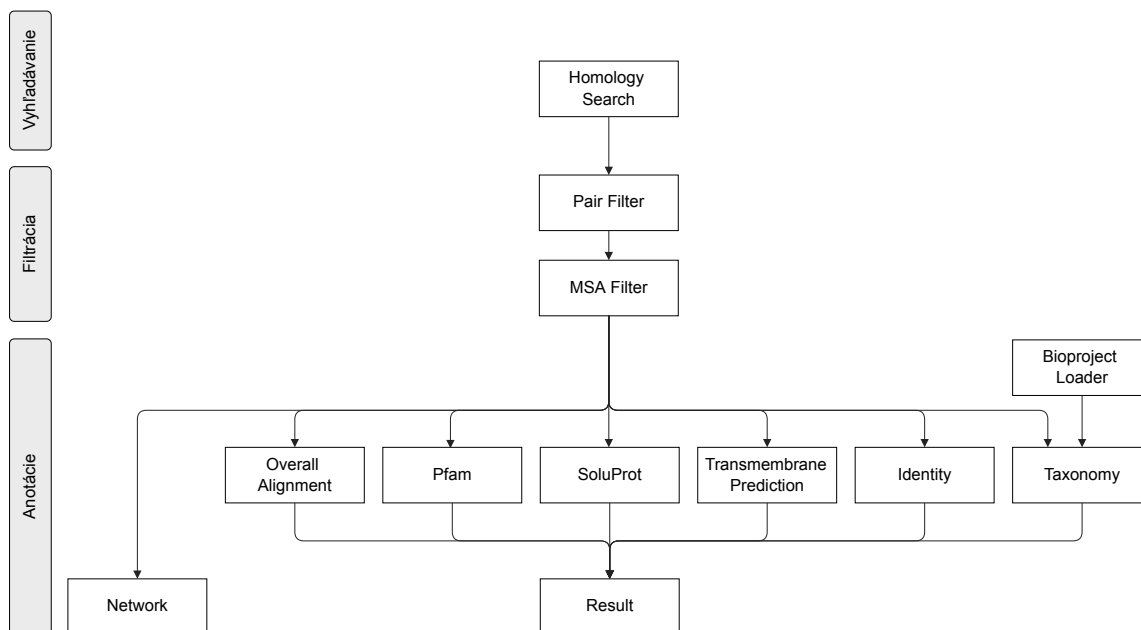 Vyhľadávanie
Homology
Search
Filtrácia
Pair Filter
MSA Filter
Anotácie
Bioproject
Loader
Overall
Alignment
Pfam
SoluProt
Transmembrane
Prediction
Identity
Taxonomy
Network
Result